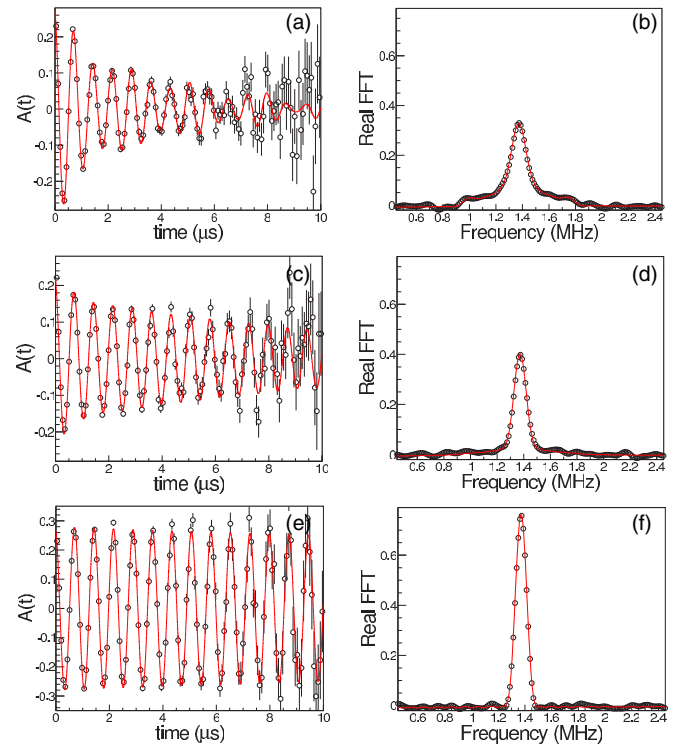 (a)
0.2
0.1
0
-0.1
-0.2
A(t)
0 2 4 6 8 10
time (μs)
(b)
0.6
0.4
0.2
0
Real FFT
0.6 0.8 1 1.2 1.4 1.6 1.8 2 2.2 2.4
Frequency (MHz)
(c)
0.2
0.1
0
-0.1
-0.2
A(t)
0 2 4 6 8 10
time (μs)
(d)
0.6
0.4
0.2
0
Real FFT
0.6 0.8 1 1.2 1.4 1.6 1.8 2 2.2 2.4
Frequency (MHz)
(e)
0.3
0.2
0.1
0
-0.1
-0.2
-0.3
A(t)
0 2 4 6 8 10
time (μs)
(f)
0.6
0.4
0.2
0
Real FFT
0.6 0.8 1 1.2 1.4 1.6 1.8 2 2.2 2.4
Frequency (MHz)